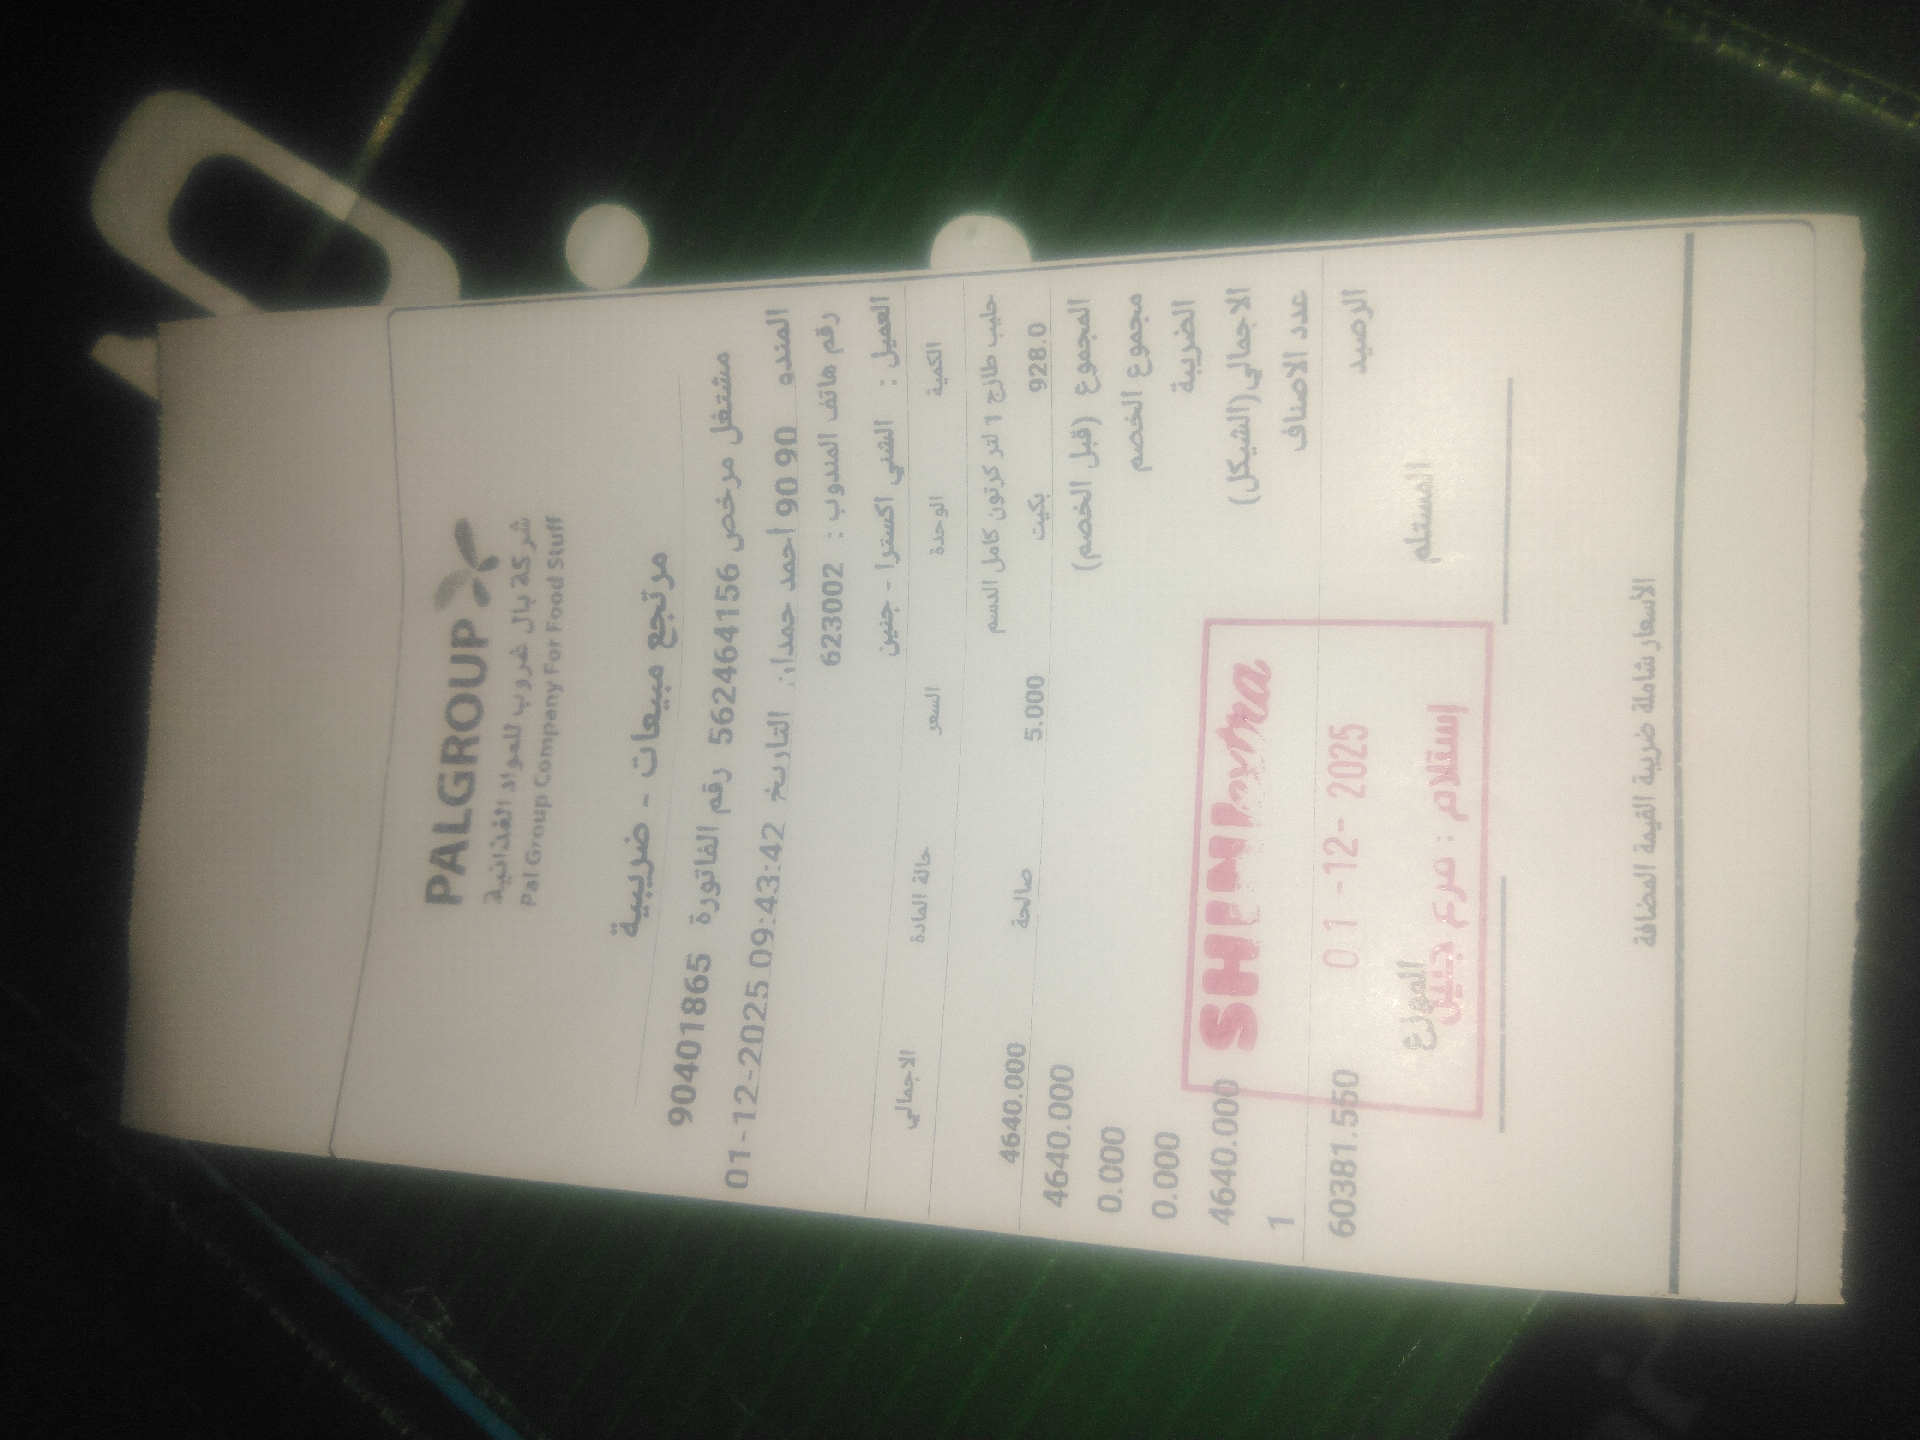 PALGROUP
شركة بال غروب للمواد الغذائية
Pal Group Company For Food Stuff
مرتجع مبيعات - ضريبية
مشتغل مرخص 562464156 رقم الفاتورة 90401865
المندو 90 90 احمد حمدان التاريخ 01-12-2025 09:43:42
رقم هاتف المندوب : 623002
العميل : الشني اكسترا - جنين
الكمية الوحدة السعر حالة المادة الاجمالي
حليب طازج 1 لتر كرتون كامل الدسم
928.0 بكيت 5.000 صالحة 4640.000
المجموع (قبل الخصم) 4640.000
مجموع الخصم 0.000
الضريبة 0.000
الاجمالي(الشيكل) 4640.000
عدد الاصناف 1
الرصيد 60381.550
SHINI extra
01-12-2025
إستلام : فرع جنين
المستلم الموزع
الاسعار شاملة ضريبة القيمة المضافة